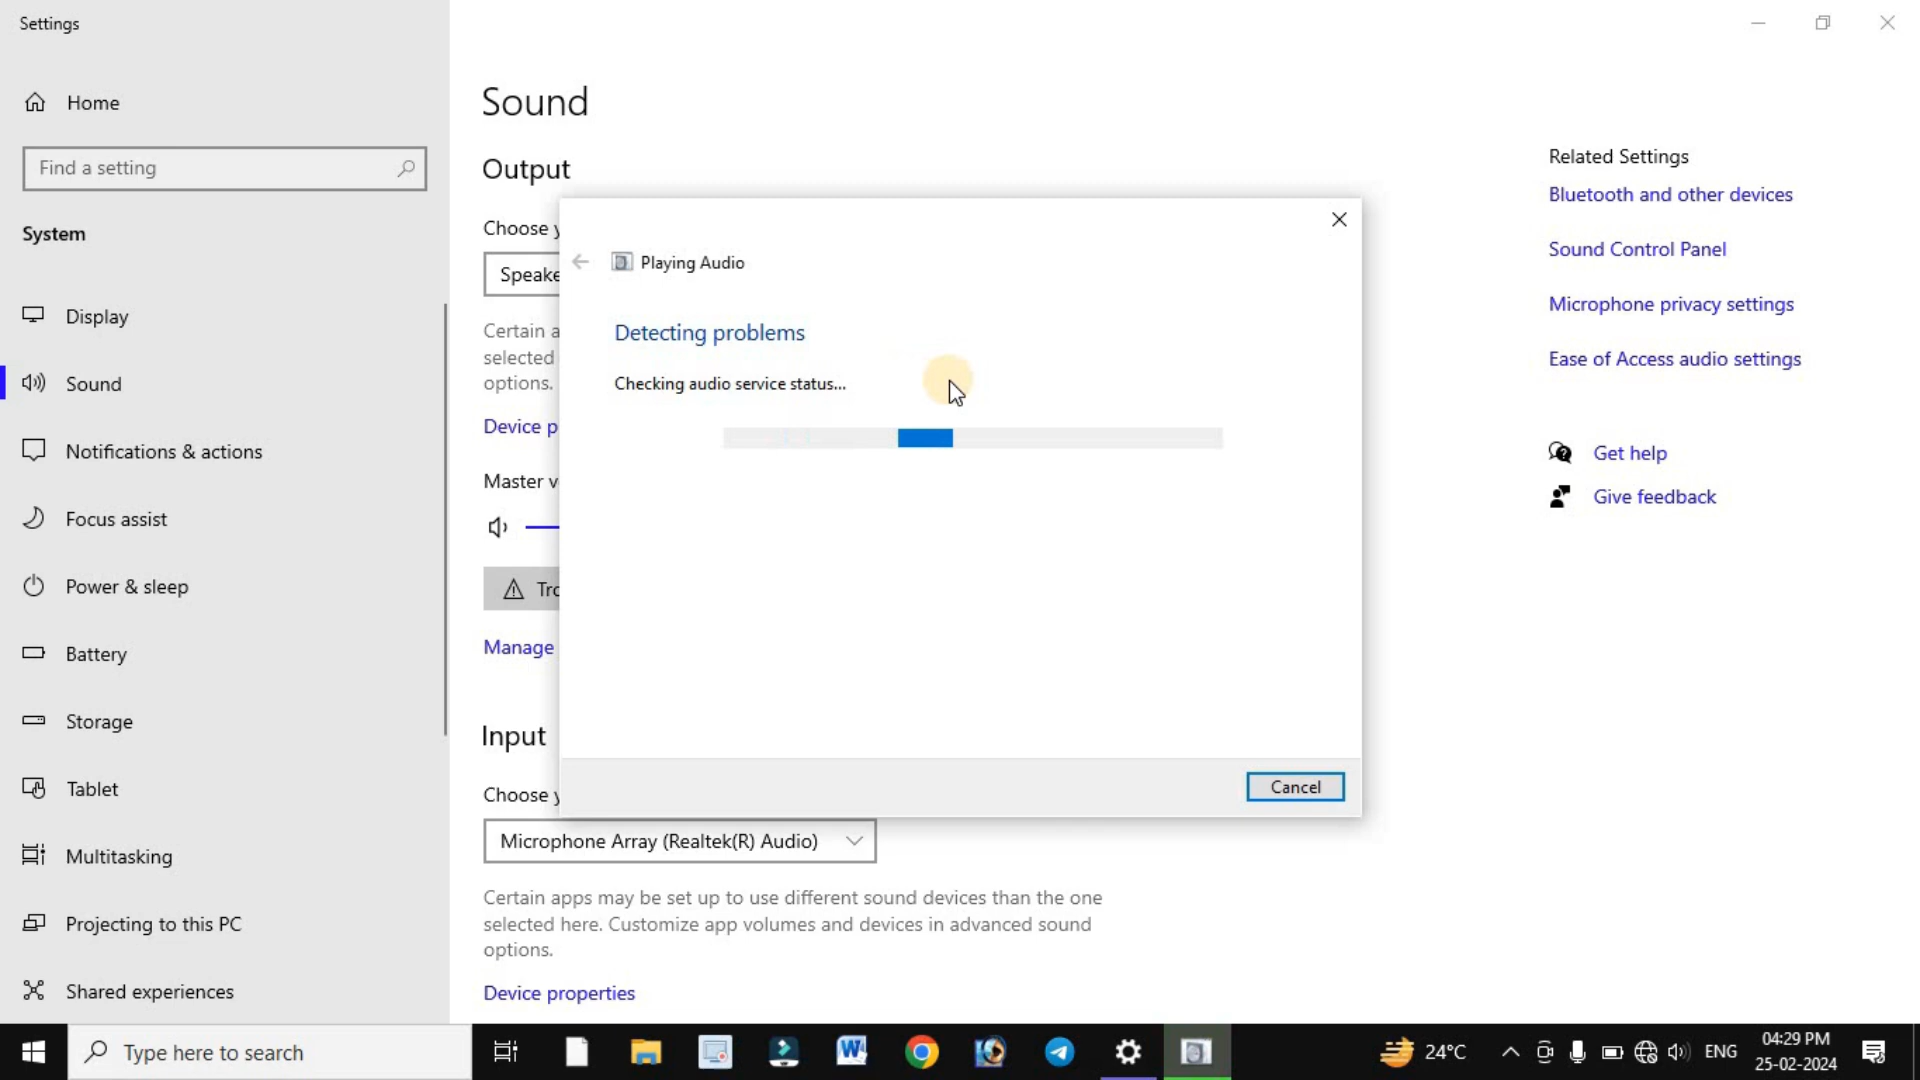 Settings
Home
Find a setting
System
Display
Sound
Notifications & actions
Focus assist
Power & sleep
Battery
Storage
Tablet
Multitasking
Projecting to this PC
Shared experiences
Sound
Output
Choose y
Speake
Certain a
selected
options.
Device p
Master v
Tro
Manage
Input
Choose y
Microphone Array (Realtek(R) Audio)
Certain apps may be set up to use different sound devices than the one
selected here. Customize app volumes and devices in advanced sound
options.
Device properties
Playing Audio
Detecting problems
Checking audio service status...
Cancel
Related Settings
Bluetooth and other devices
Sound Control Panel
Microphone privacy settings
Ease of Access audio settings
Get help
Give feedback
Type here to search
24°C
ENG
04:29 PM
25-02-2024